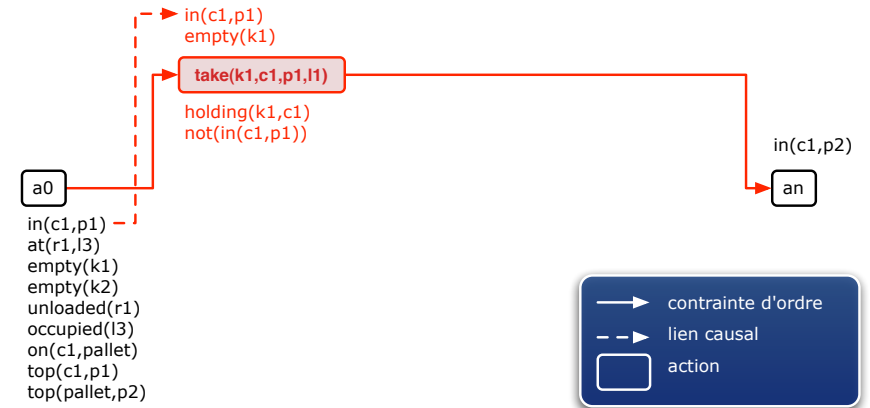 in(c1,p1)
empty(k1)
take(k1,c1,p1,l1)
holding(k1,c1)
not(in(c1,p1))
in(c1,p2)
a0
an
in(c1,p1)
at(r1,l3)
empty(k1)
empty(k2)
unloaded(r1)
occupied(l3)
on(c1,pallet)
top(c1,p1)
top(pallet,p2)
contrainte d'ordre
lien causal
action